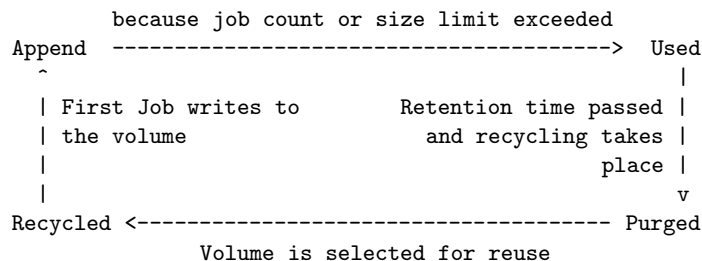 because job count or size limit exceeded
Append ---------------------------------------> Used
^ |
| First Job writes to Retention time passed |
| the volume and recycling takes |
| place |
| v
Recycled <-------------------------------------- Purged
Volume is selected for reuse